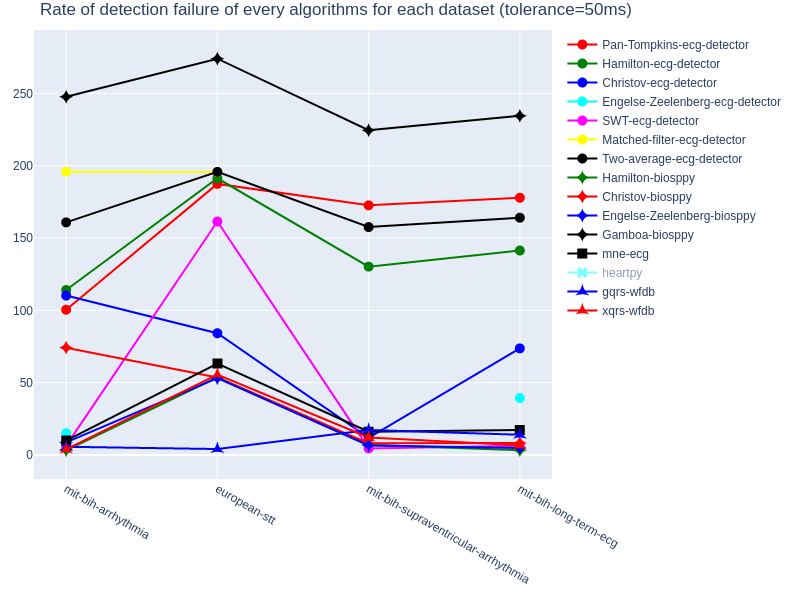 Rate of detection failure of every algorithms for each dataset (tolerance=50ms)
250
200
150
100
50
0
mit-bih-arrhythmia
european-stt
mit-bih-supraventricular-arrhythmia
mit-bih-long-term-ecg
Pan-Tompkins-ecg-detector
Hamilton-ecg-detector
Christov-ecg-detector
Engelse-Zeelenberg-ecg-detector
SWT-ecg-detector
Matched-filter-ecg-detector
Two-average-ecg-detector
Hamilton-biosppy
Christov-biosppy
Engelse-Zeelenberg-biosppy
Gamboa-biosppy
mne-ecg
heartpy
gqrs-wfdb
xqrs-wfdb